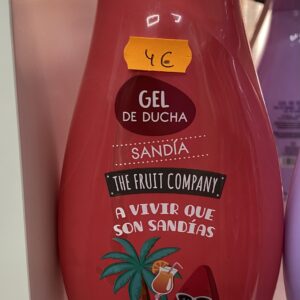 4€
GEL
DE DUCHA
SANDÍA
THE FRUIT COMPANY
A VIVIR QUE
SON SANDÍAS